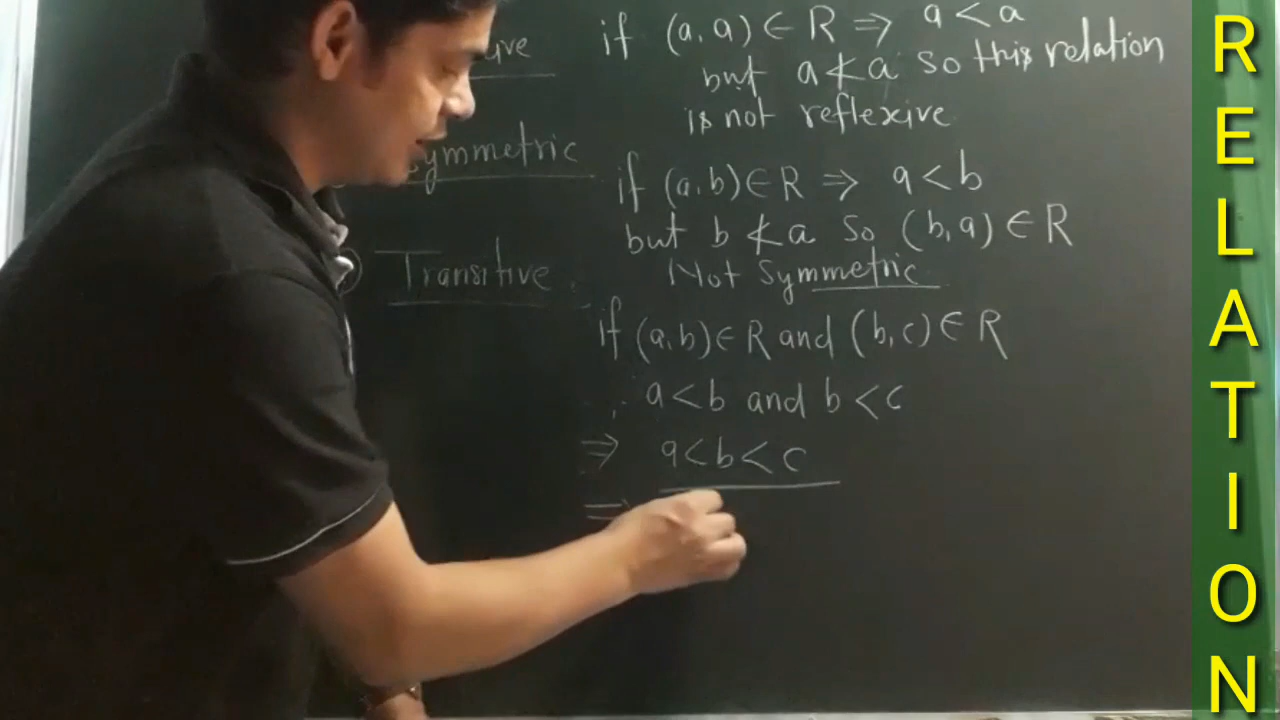 if (a,a) ∈ R ⇒ a < a
but a ≮ a so this relation
is not reflexive
ymmetric
if (a,b) ∈ R ⇒ a < b
but b ≮ a so (b,a) ∈ R
Not Symmetric
Transitive
if (a,b) ∈ R and (b,c) ∈ R
∴ a < b and b < c
⇒ a < b < c
⇒
RELATION